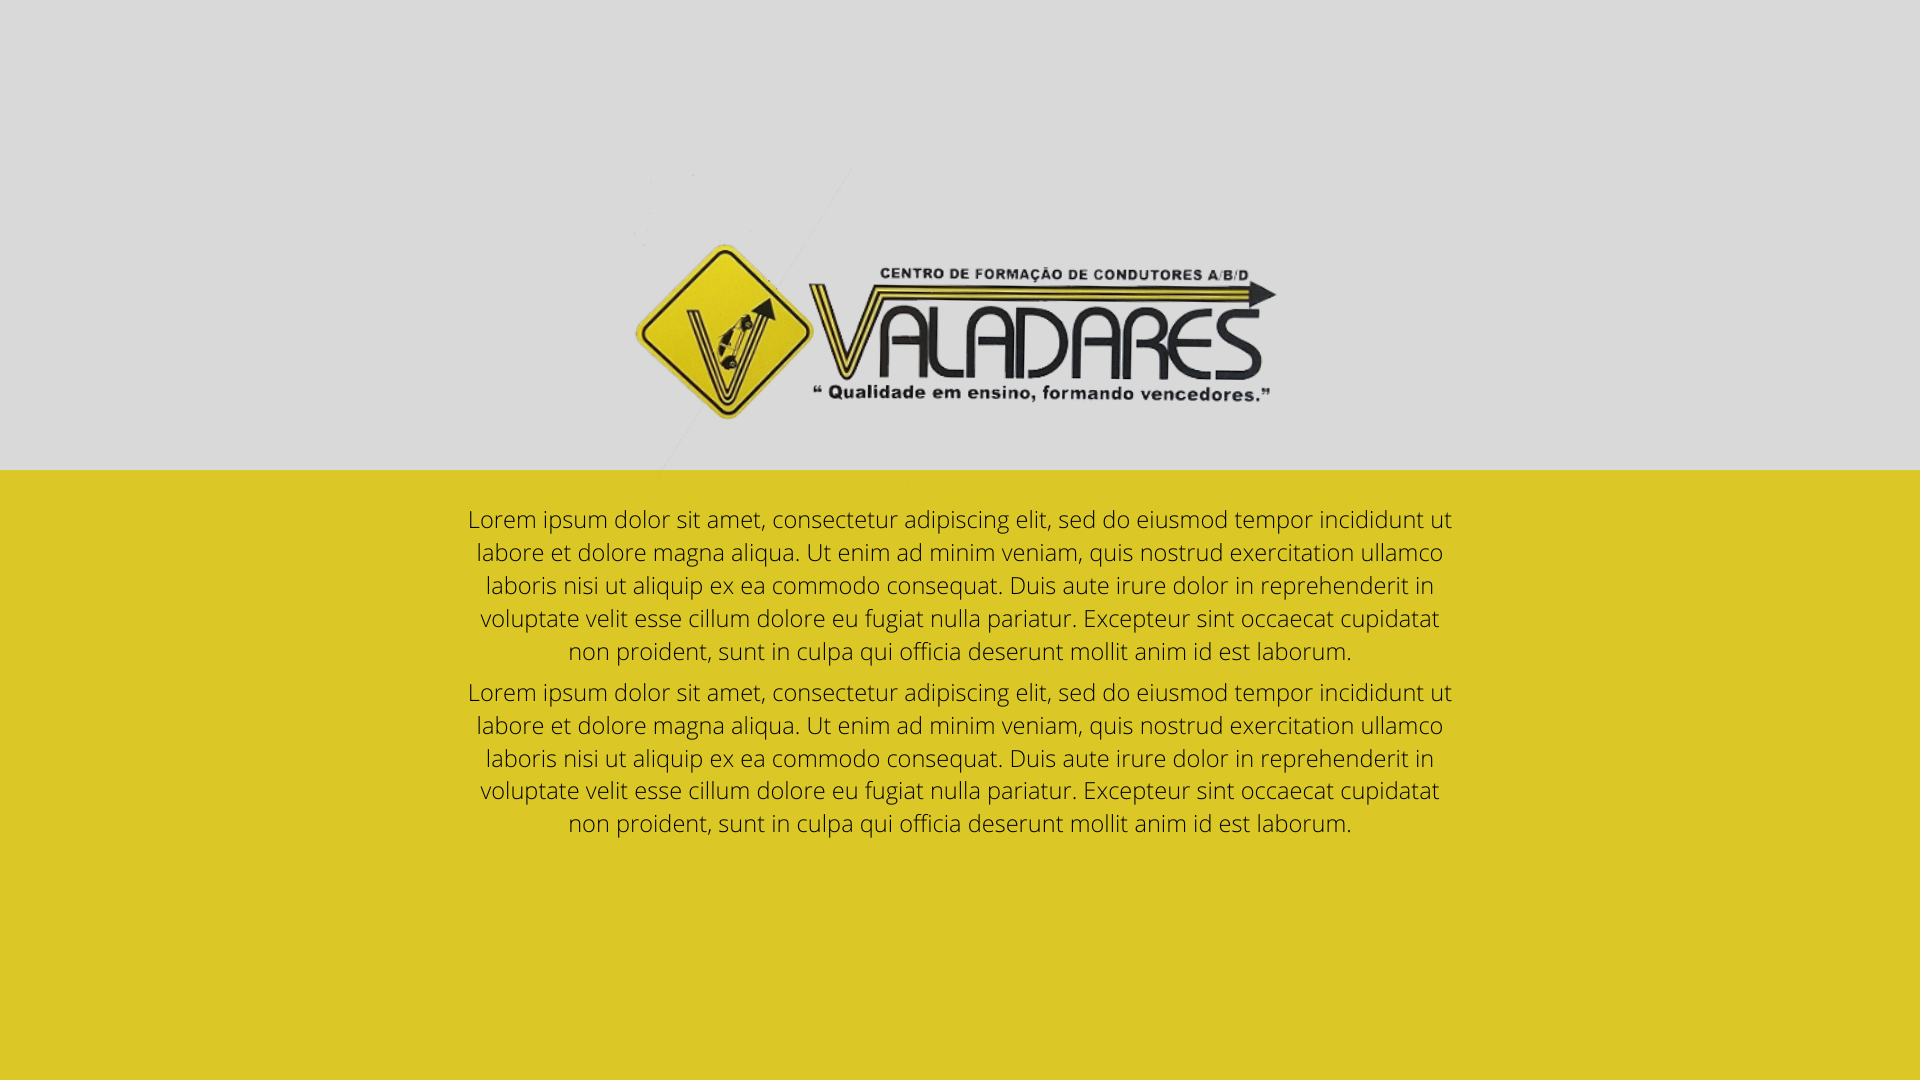 CENTRO DE FORMAÇÃO DE CONDUTORES A/B/D
VALADARES
“ Qualidade em ensino, formando vencedores.”
Lorem ipsum dolor sit amet, consectetur adipiscing elit, sed do eiusmod tempor incididunt ut
labore et dolore magna aliqua. Ut enim ad minim veniam, quis nostrud exercitation ullamco
laboris nisi ut aliquip ex ea commodo consequat. Duis aute irure dolor in reprehenderit in
voluptate velit esse cillum dolore eu fugiat nulla pariatur. Excepteur sint occaecat cupidatat
non proident, sunt in culpa qui officia deserunt mollit anim id est laborum.
Lorem ipsum dolor sit amet, consectetur adipiscing elit, sed do eiusmod tempor incididunt ut
labore et dolore magna aliqua. Ut enim ad minim veniam, quis nostrud exercitation ullamco
laboris nisi ut aliquip ex ea commodo consequat. Duis aute irure dolor in reprehenderit in
voluptate velit esse cillum dolore eu fugiat nulla pariatur. Excepteur sint occaecat cupidatat
non proident, sunt in culpa qui officia deserunt mollit anim id est laborum.